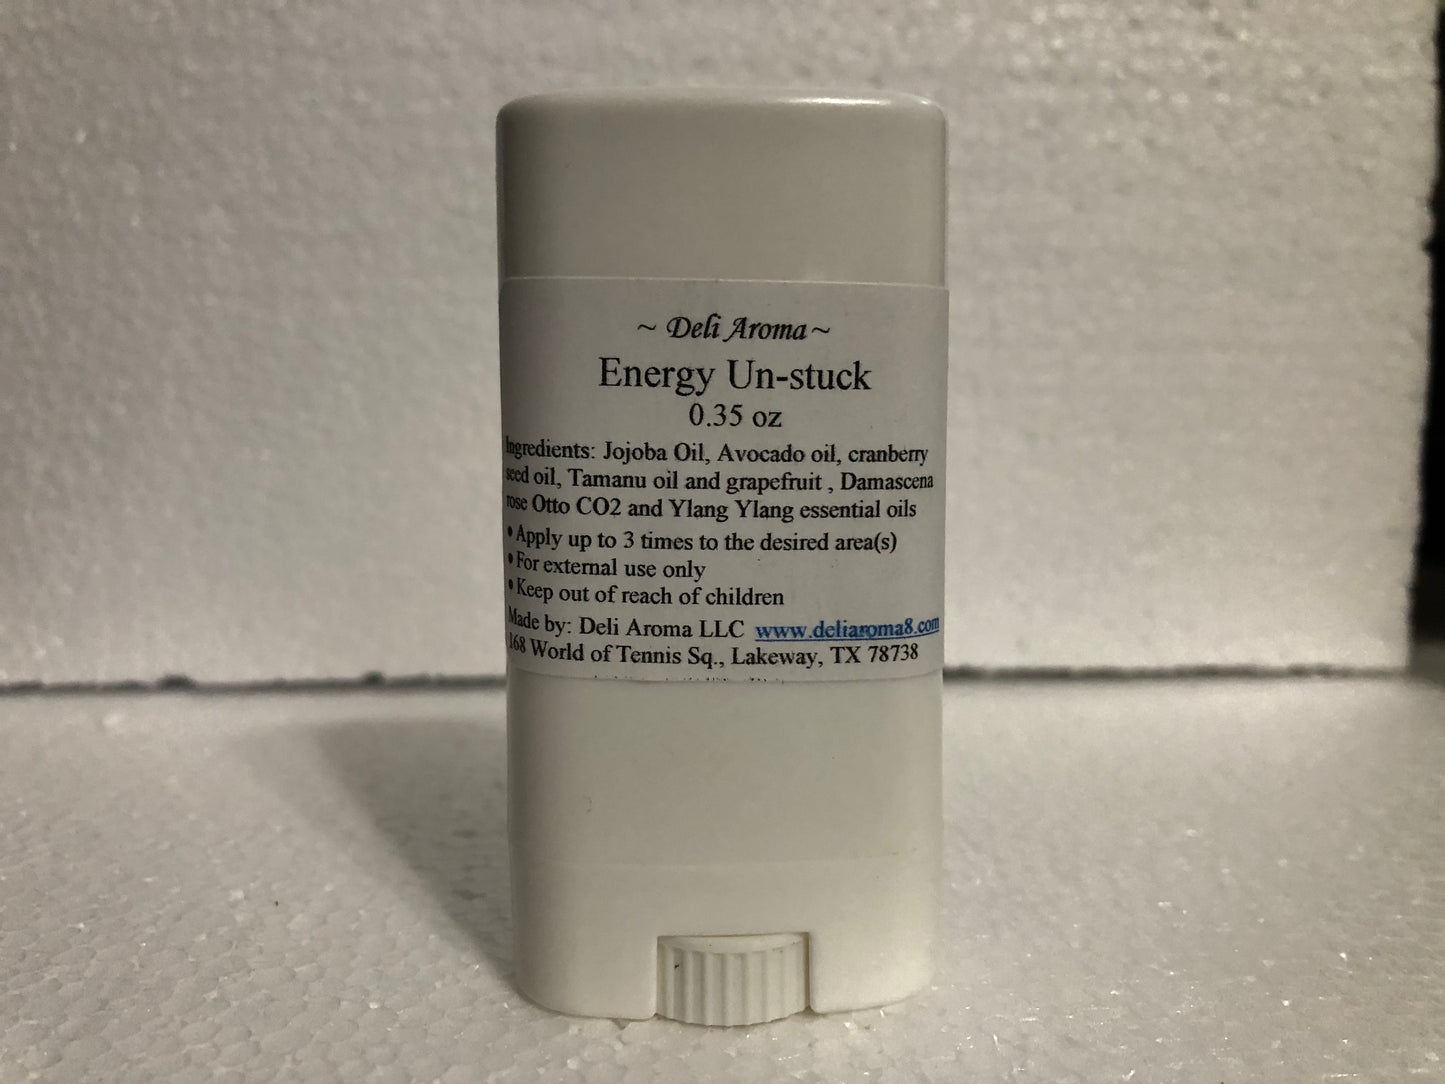 ~ Deli Aroma ~
Energy Un-stuck
0.35 oz
Ingredients: Jojoba Oil, Avocado oil, cranberry
seed oil, Tamanu oil and grapefruit , Damascena
rose Otto CO2 and Ylang Ylang essential oils
• Apply up to 3 times to the desired area(s)
• For external use only
• Keep out of reach of children
Made by: Deli Aroma LLC www.deliaroma8.com
168 World of Tennis Sq., Lakeway, TX 78738